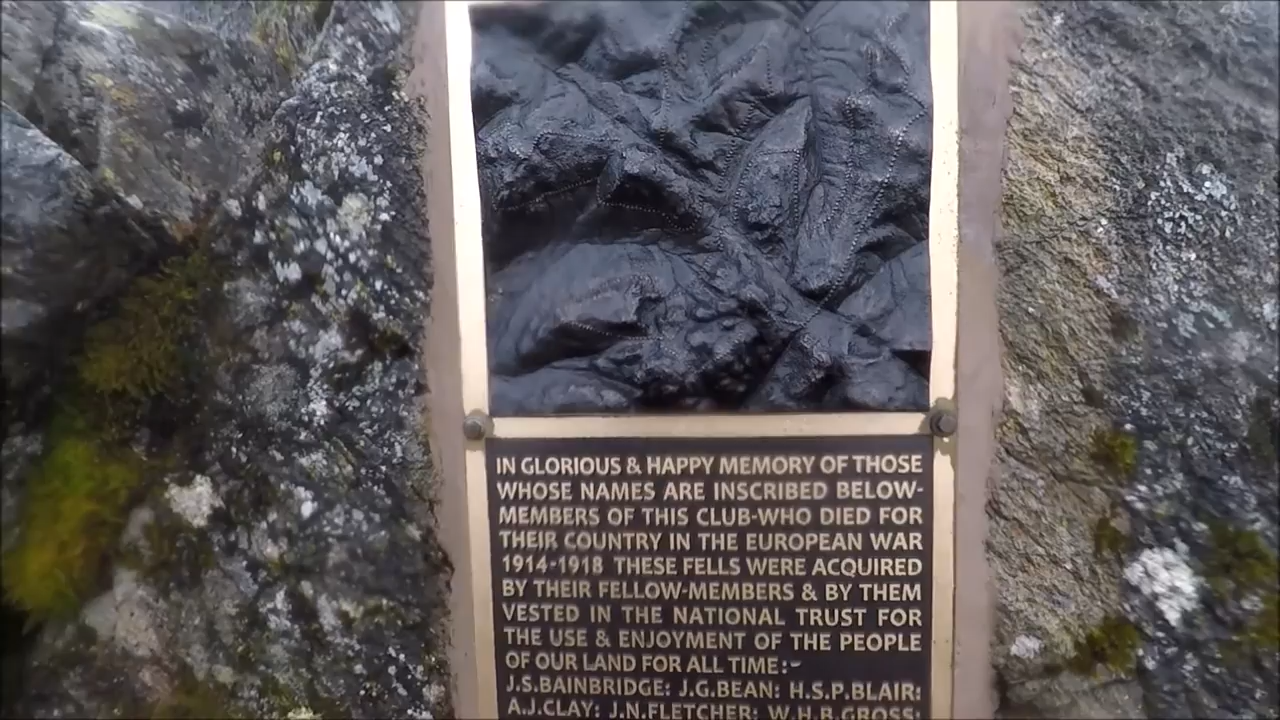 IN GLORIOUS & HAPPY MEMORY OF THOSE
WHOSE NAMES ARE INSCRIBED BELOW-
MEMBERS OF THIS CLUB-WHO DIED FOR
THEIR COUNTRY IN THE EUROPEAN WAR
1914-1918 THESE FELLS WERE ACQUIRED
BY THEIR FELLOW-MEMBERS & BY THEM
VESTED IN THE NATIONAL TRUST FOR
THE USE & ENJOYMENT OF THE PEOPLE
OF OUR LAND FOR ALL TIME:-
J.S.BAINBRIDGE: J.G.BEAN: H.S.P.BLAIR:
A.J.CLAY: J.N.FLETCHER: W.H.B.GROSS: